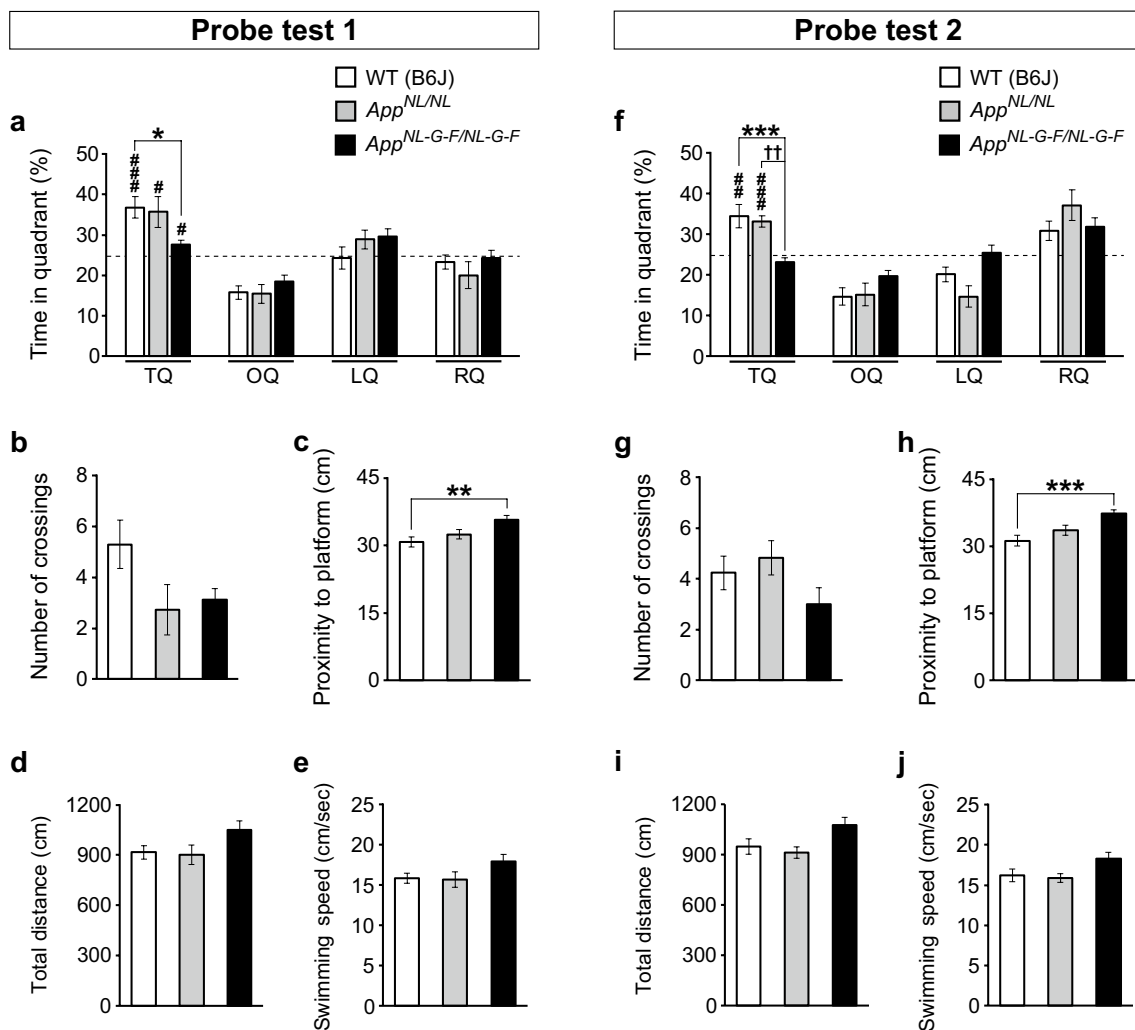 Probe test 1
WT (B6J)
App^NL/NL
App^NL-G-F/NL-G-F
a
Time in quadrant (%)
50
40
30
20
10
0
###
#
#
*
TQ
OQ
LQ
RQ
b
Number of crossings
8
6
4
2
0
c
Proximity to platform (cm)
45
30
15
0
**
d
Total distance (cm)
1200
900
600
300
0
e
Swimming speed (cm/sec)
25
20
15
10
5
0
Probe test 2
WT (B6J)
App^NL/NL
App^NL-G-F/NL-G-F
f
Time in quadrant (%)
50
40
30
20
10
0
##
###
***
††
TQ
OQ
LQ
RQ
g
Number of crossings
8
6
4
2
0
h
Proximity to platform (cm)
45
30
15
0
***
i
Total distance (cm)
1200
900
600
300
0
j
Swimming speed (cm/sec)
25
20
15
10
5
0